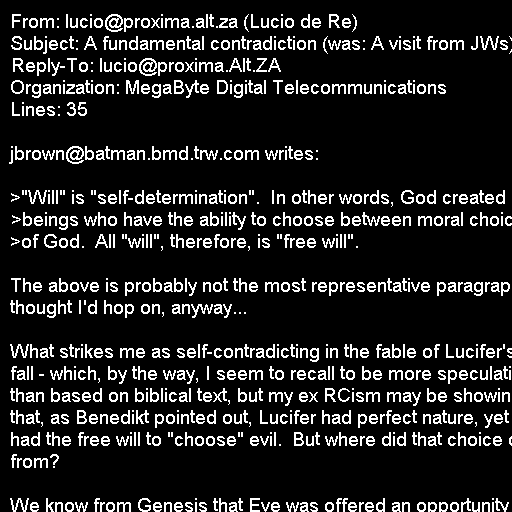 From: lucio@proxima.alt.za (Lucio de Re)
Subject: A fundamental contradiction (was: A visit from JWs)
Reply-To: lucio@proxima.Alt.ZA
Organization: MegaByte Digital Telecommunications
Lines: 35

jbrown@batman.bmd.trw.com writes:

>"Will" is "self-determination".  In other words, God created
>beings who have the ability to choose between moral
>of God.  All "will", therefore, is "free will".

The above is probably not the most representative
thought I'd hop on, anyway...

What strikes me as self-contradicting in the fable of Lucifer's
fall - which, by the way, I seem to recall to be more
than based on biblical text, but my ex RCism may be
that, as Benedikt pointed out, Lucifer had perfect nature, yet
had the free will to "choose" evil.  But where did that choice
from?

We know from Genesis that Eve was offered an opportunity